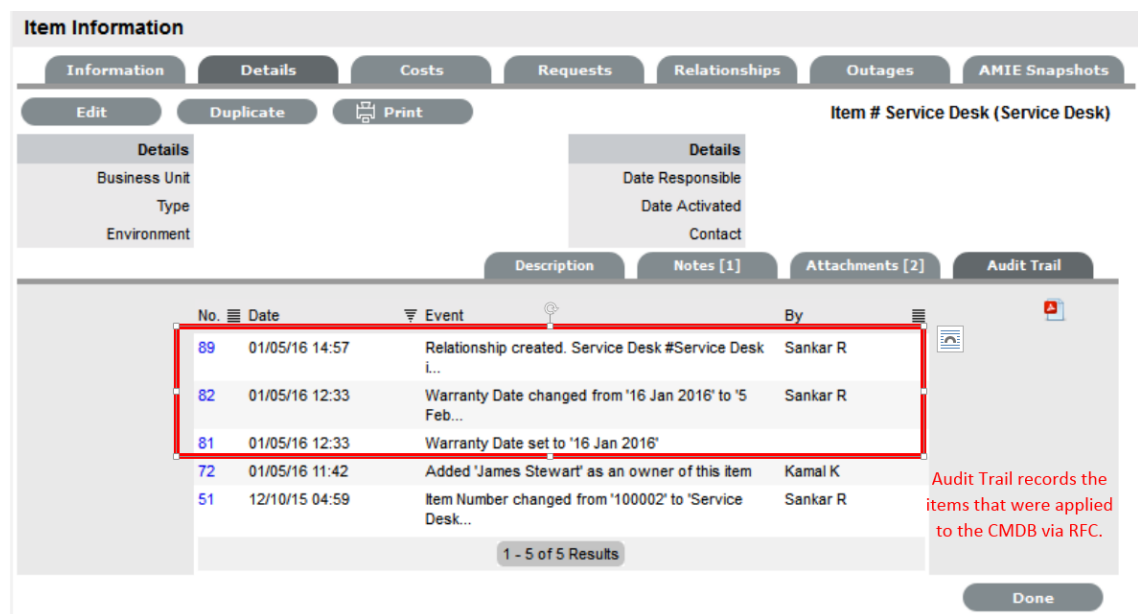 Item Information
Information Details Costs Requests Relationships Outages AMIE Snapshots
Edit Duplicate Print Item # Service Desk (Service Desk)
Details Details
Business Unit Date Responsible
Type Date Activated
Environment Contact
Description Notes [1] Attachments [2] Audit Trail
No. Date Event By
89 01/05/16 14:57 Relationship created. Service Desk #Service Desk Sankar R
i...
82 01/05/16 12:33 Warranty Date changed from '16 Jan 2016' to '5 Sankar R
Feb...
81 01/05/16 12:33 Warranty Date set to '16 Jan 2016'
72 01/05/16 11:42 Added 'James Stewart' as an owner of this item Kamal K
51 12/10/15 04:59 Item Number changed from '100002' to 'Service Sankar R
Desk...
Audit Trail records the
items that were applied
to the CMDB via RFC.
1 - 5 of 5 Results
Done